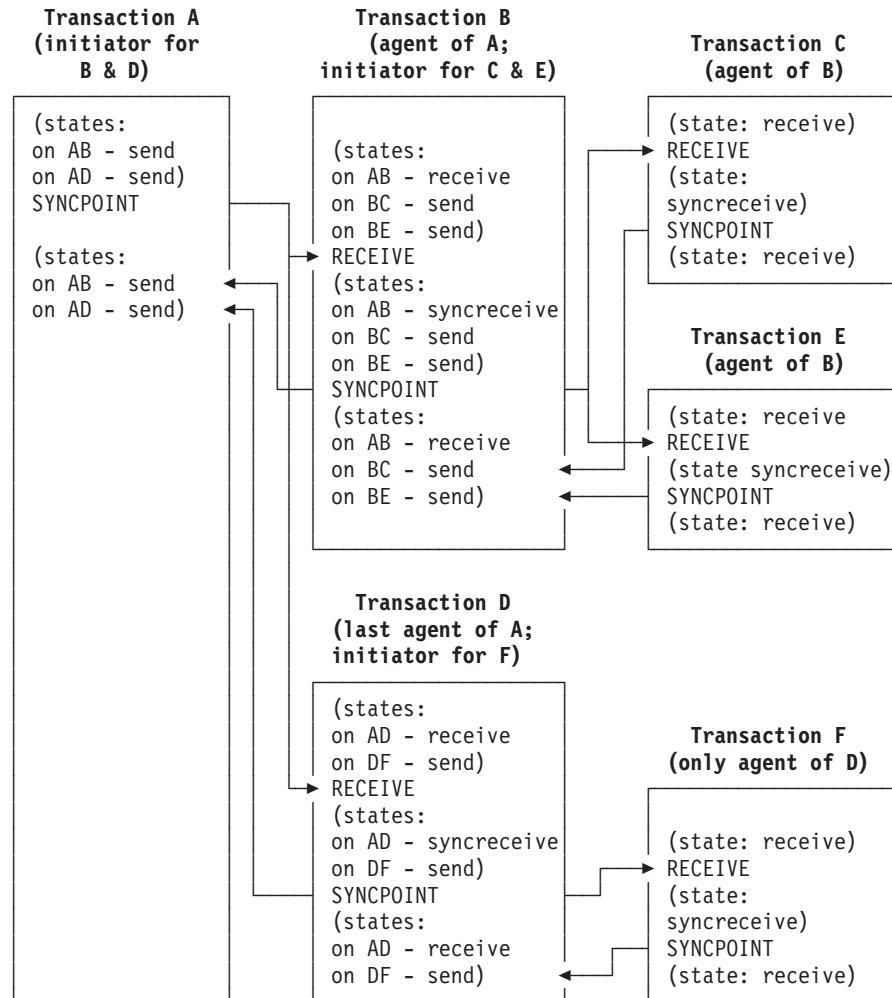 Transaction A
(initiator for
B & D)
(states:
on AB - send
on AD - send)
SYNCPOINT
(states:
on AB - send
on AD - send)
Transaction B
(agent of A;
initiator for C & E)
(states:
on AB - receive
on BC - send
on BE - send)
RECEIVE
(states:
on AB - syncreceive
on BC - send
on BE - send)
SYNCPOINT
(states:
on AB - receive
on BC - send
on BE - send)
Transaction C
(agent of B)
(state: receive)
RECEIVE
(state:
syncreceive)
SYNCPOINT
(state: receive)
Transaction E
(agent of B)
(state: receive
RECEIVE
(state syncreceive)
SYNCPOINT
(state: receive)
Transaction D
(last agent of A;
initiator for F)
(states:
on AD - receive
on DF - send)
RECEIVE
(states:
on AD - syncreceive
on DF - send)
SYNCPOINT
(states:
on AD - receive
on DF - send)
Transaction F
(only agent of D)
(state: receive)
RECEIVE
(state:
syncreceive)
SYNCPOINT
(state: receive)